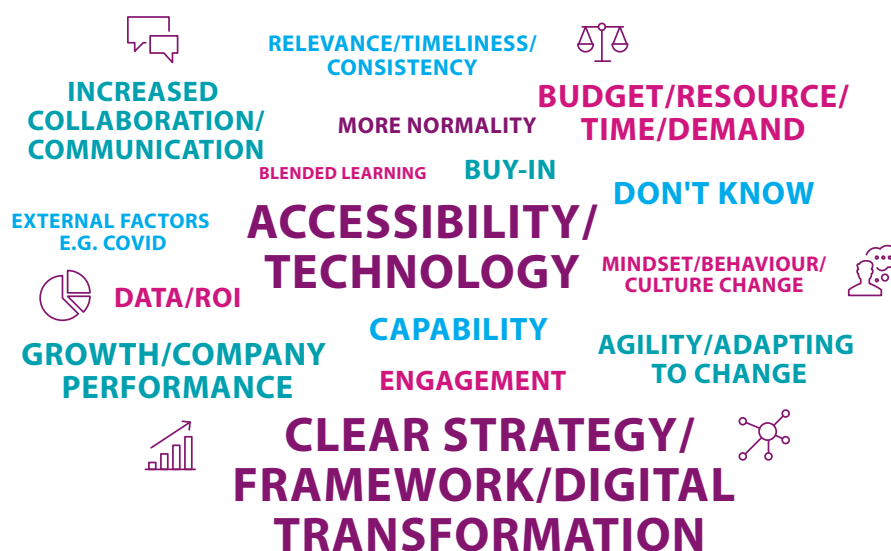 RELEVANCE/TIMELINESS/
CONSISTENCY
INCREASED
COLLABORATION/
COMMUNICATION
BUDGET/RESOURCE/
TIME/DEMAND
MORE NORMALITY
BLENDED LEARNING
BUY-IN
DON'T KNOW
EXTERNAL FACTORS
E.G. COVID
ACCESSIBILITY/
TECHNOLOGY
MINDSET/BEHAVIOUR/
CULTURE CHANGE
DATA/ROI
CAPABILITY
GROWTH/COMPANY
PERFORMANCE
AGILITY/ADAPTING
TO CHANGE
ENGAGEMENT
CLEAR STRATEGY/
FRAMEWORK/DIGITAL
TRANSFORMATION